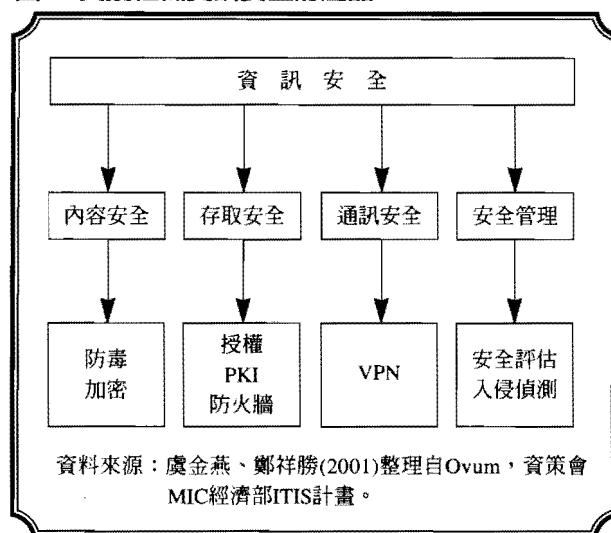 資訊安全
內容安全 存取安全 通訊安全 安全管理
防毒
加密
授權
PKI
防火牆
VPN
安全評估
入侵偵測
資料來源：虞金燕、鄭祥勝(2001)整理自Ovum，資策會
MIC經濟部ITIS計畫。